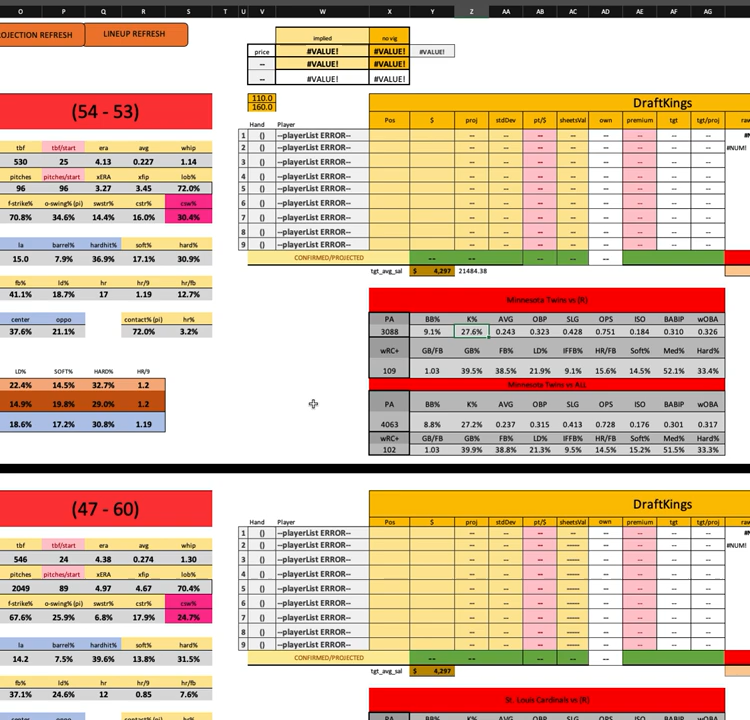 O P Q R S T U V W X Y Z AA AB AC AD AE AF AG
OJECTION REFRESH LINEUP REFRESH
implied no vig
price #VALUE! #VALUE! #VALUE!
-- #VALUE! #VALUE!
-- #VALUE! #VALUE!
110.0
160.0
(54 - 53) DraftKings
Hand Player Pos $ proj stdDev pt/$ sheetsVal own premium tgt tgt/proj
tbf tbf/start era avg whip
530 25 4.13 0.227 1.14
pitches pitches/start xERA xfip lob%
96 96 3.27 3.45 72.0%
f-strike% o-swing% (pi) swstr% cstr% csw%
70.8% 34.6% 14.4% 16.0% 30.4%
1 () --playerList ERROR-- -- -- -- -- -- -- -- --
2 () --playerList ERROR-- -- -- -- -- -- -- -- -- #NUM!
3 () --playerList ERROR-- -- -- -- -- -- -- -- --
4 () --playerList ERROR-- -- -- -- -- -- -- -- --
5 () --playerList ERROR-- -- -- -- -- -- -- -- --
6 () --playerList ERROR-- -- -- -- -- -- -- -- --
7 () --playerList ERROR-- -- -- -- -- -- -- -- --
8 () --playerList ERROR-- -- -- -- -- -- -- -- --
9 () --playerList ERROR-- -- -- -- -- -- -- -- --
CONFIRMED/PROJECTED -- -- -- -- --
tgt_avg_sal $ 4,297 21484.38
la barrel% hardhit% soft% hard%
15.0 7.9% 36.9% 17.1% 30.9%
fb% ld% hr hr/9 hr/fb
41.1% 18.7% 17 1.19 12.7%
center oppo contact% (pi) hr%
37.6% 21.1% 72.0% 3.2%
LD% SOFT% HARD% HR/9
22.4% 14.5% 32.7% 1.2
14.9% 19.8% 29.0% 1.2
18.6% 17.2% 30.8% 1.19
Minnesota Twins vs (R)
PA BB% K% AVG OBP SLG OPS ISO BABIP wOBA
3088 9.1% 27.6% 0.243 0.323 0.428 0.751 0.184 0.310 0.326
wRC+ GB/FB GB% FB% LD% IFFB% HR/FB Soft% Med% Hard%
109 1.03 39.5% 38.5% 21.9% 9.1% 15.6% 14.5% 52.1% 33.4%
Minnesota Twins vs ALL
PA BB% K% AVG OBP SLG OPS ISO BABIP wOBA
4063 8.8% 27.2% 0.237 0.315 0.413 0.728 0.176 0.301 0.317
wRC+ GB/FB GB% FB% LD% IFFB% HR/FB Soft% Med% Hard%
102 1.03 39.9% 38.8% 21.3% 9.5% 14.5% 15.2% 51.5% 33.3%
(47 - 60) DraftKings
Hand Player Pos $ proj stdDev pt/$ sheetsVal own premium tgt tgt/proj
tbf tbf/start era avg whip
546 24 4.38 0.274 1.30
pitches pitches/start xERA xfip lob%
2049 89 4.97 4.67 70.4%
f-strike% o-swing% (pi) swstr% cstr% csw%
67.6% 25.9% 6.8% 17.9% 24.7%
1 () --playerList ERROR-- -- -- -- ----- -- -- -- --
2 () --playerList ERROR-- -- -- -- ----- -- -- -- -- #NUM!
3 () --playerList ERROR-- -- -- -- ----- -- -- -- --
4 () --playerList ERROR-- -- -- -- ----- -- -- -- --
5 () --playerList ERROR-- -- -- -- ----- -- -- -- --
6 () --playerList ERROR-- -- -- -- ----- -- -- -- --
7 () --playerList ERROR-- -- -- -- ----- -- -- -- --
8 () --playerList ERROR-- -- -- -- ----- -- -- -- --
9 () --playerList ERROR-- -- -- -- ----- -- -- -- --
CONFIRMED/PROJECTED -- -- -- -- --
tgt_avg_sal $ 4,297
la barrel% hardhit% soft% hard%
14.2 7.5% 39.6% 13.8% 31.5%
fb% ld% hr hr/9 hr/fb
37.1% 24.6% 12 0.85 7.6%
center oppo contact% (pi) hr%
St. Louis Cardinals vs (R)
PA BB% K% AVG OBP SLG OPS ISO BABIP wOBA